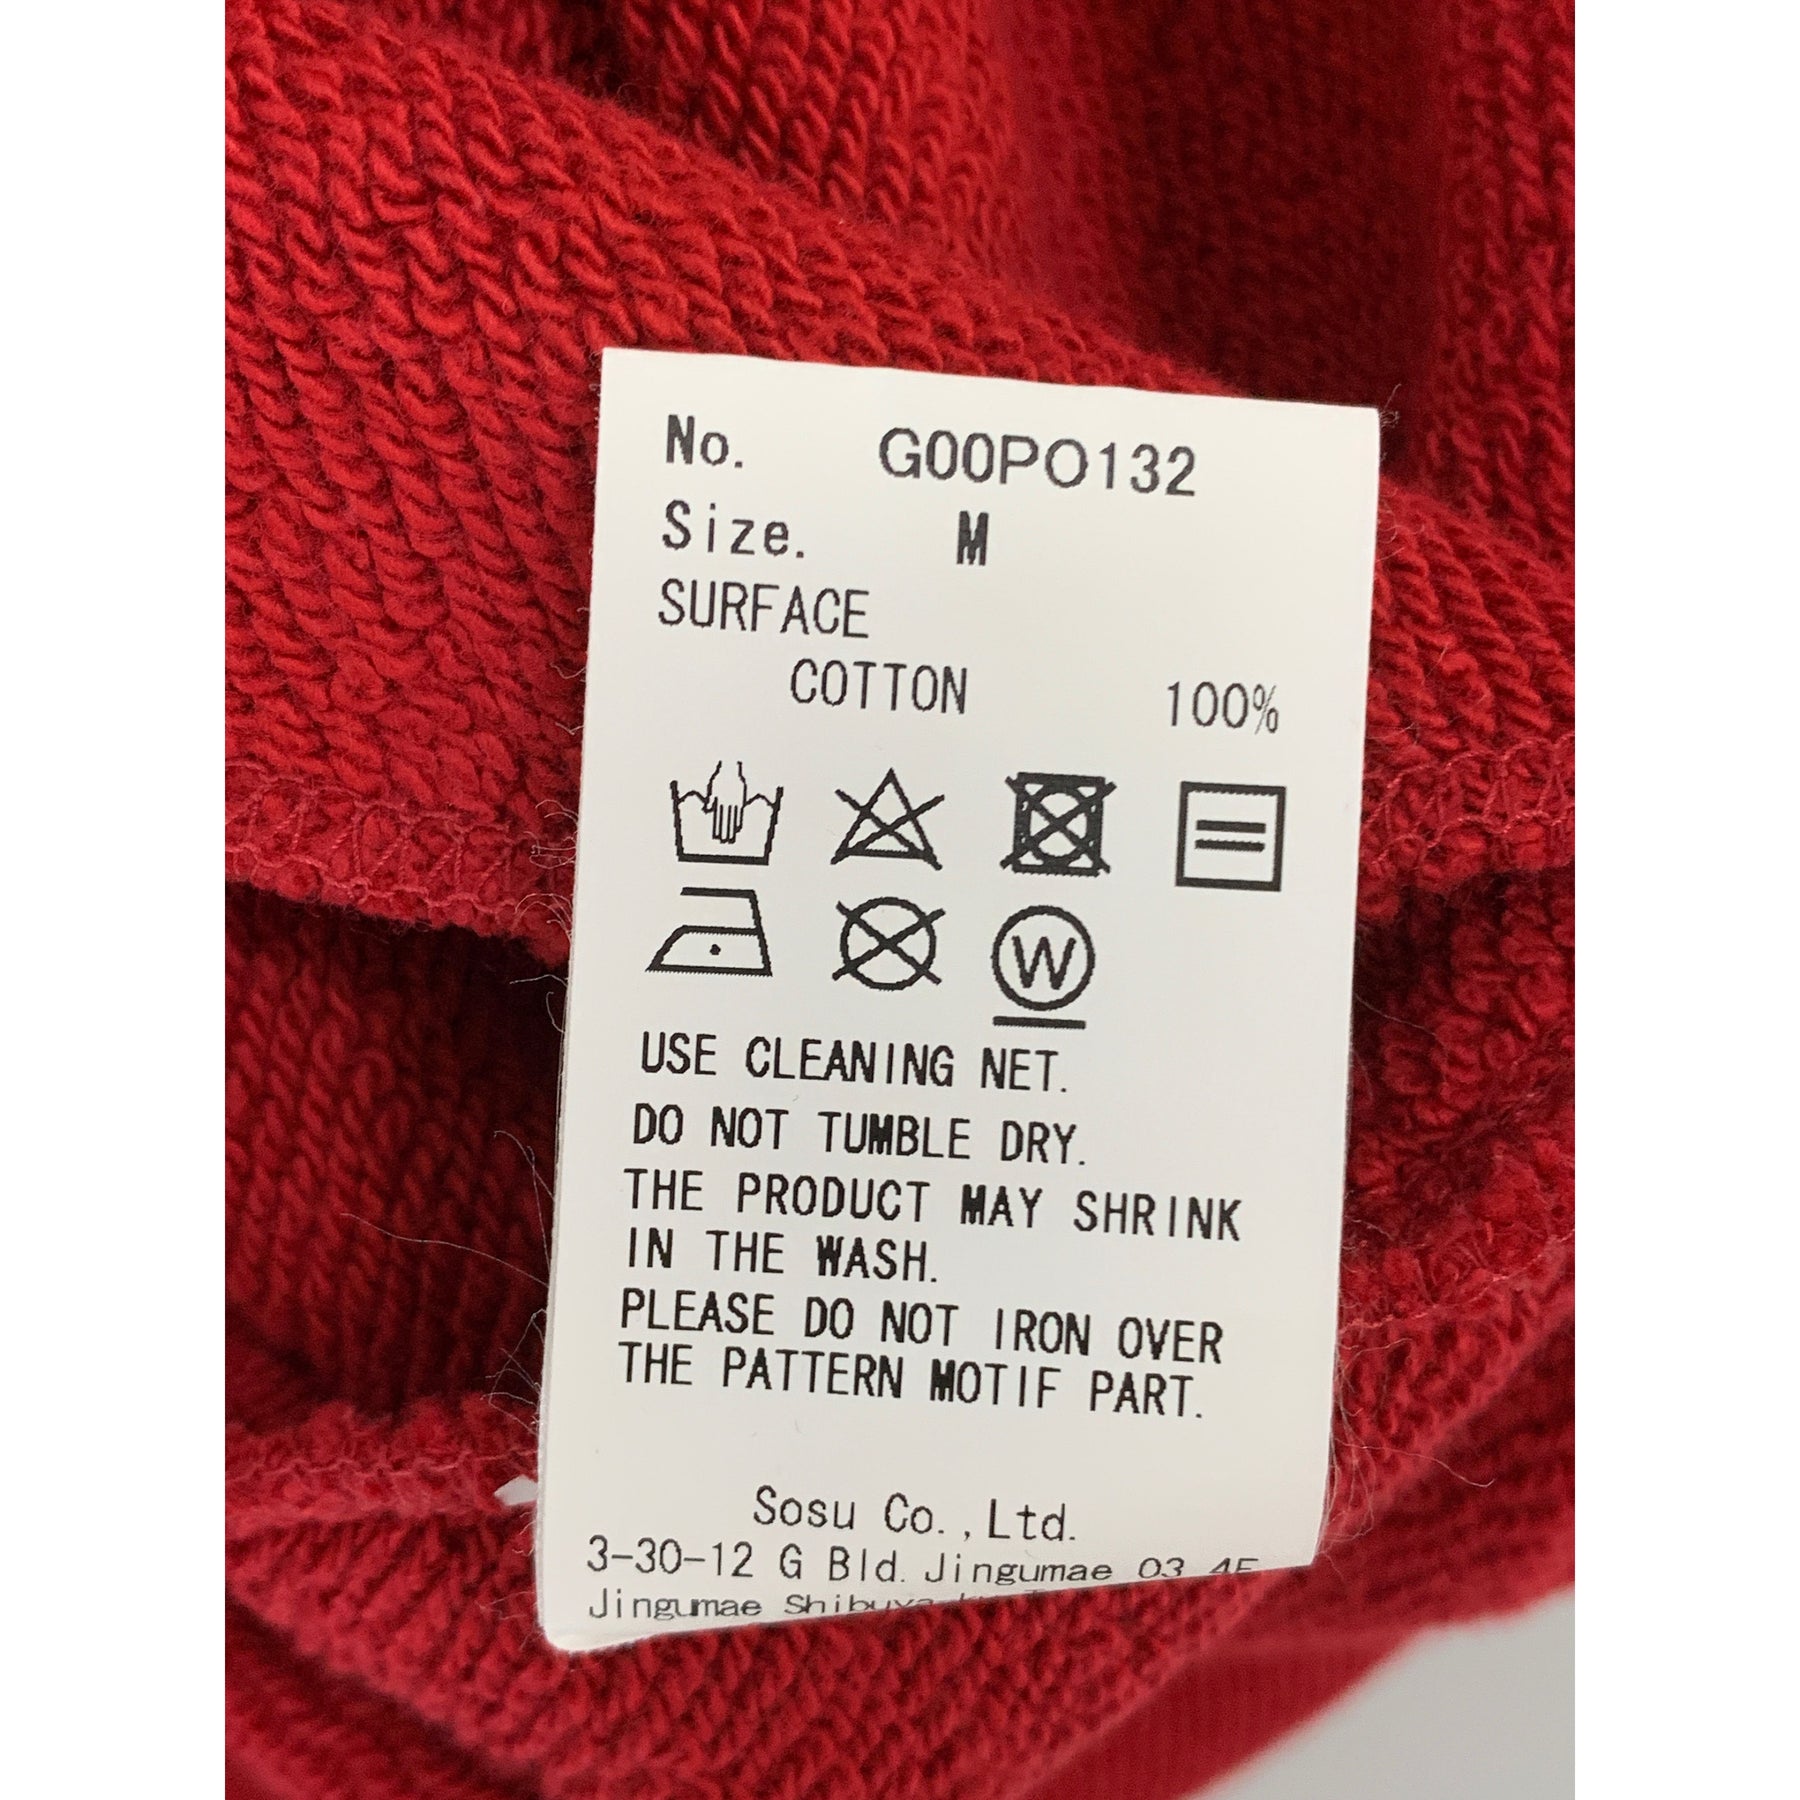 No. G00PO132
Size. M
SURFACE
COTTON 100%
W
USE CLEANING NET.
DO NOT TUMBLE DRY.
THE PRODUCT MAY SHRINK
IN THE WASH.
PLEASE DO NOT IRON OVER
THE PATTERN MOTIF PART.
Sosu Co.,Ltd.
3-30-12 G Bld. Jingumae 03 4F
Jingumae Shibuya